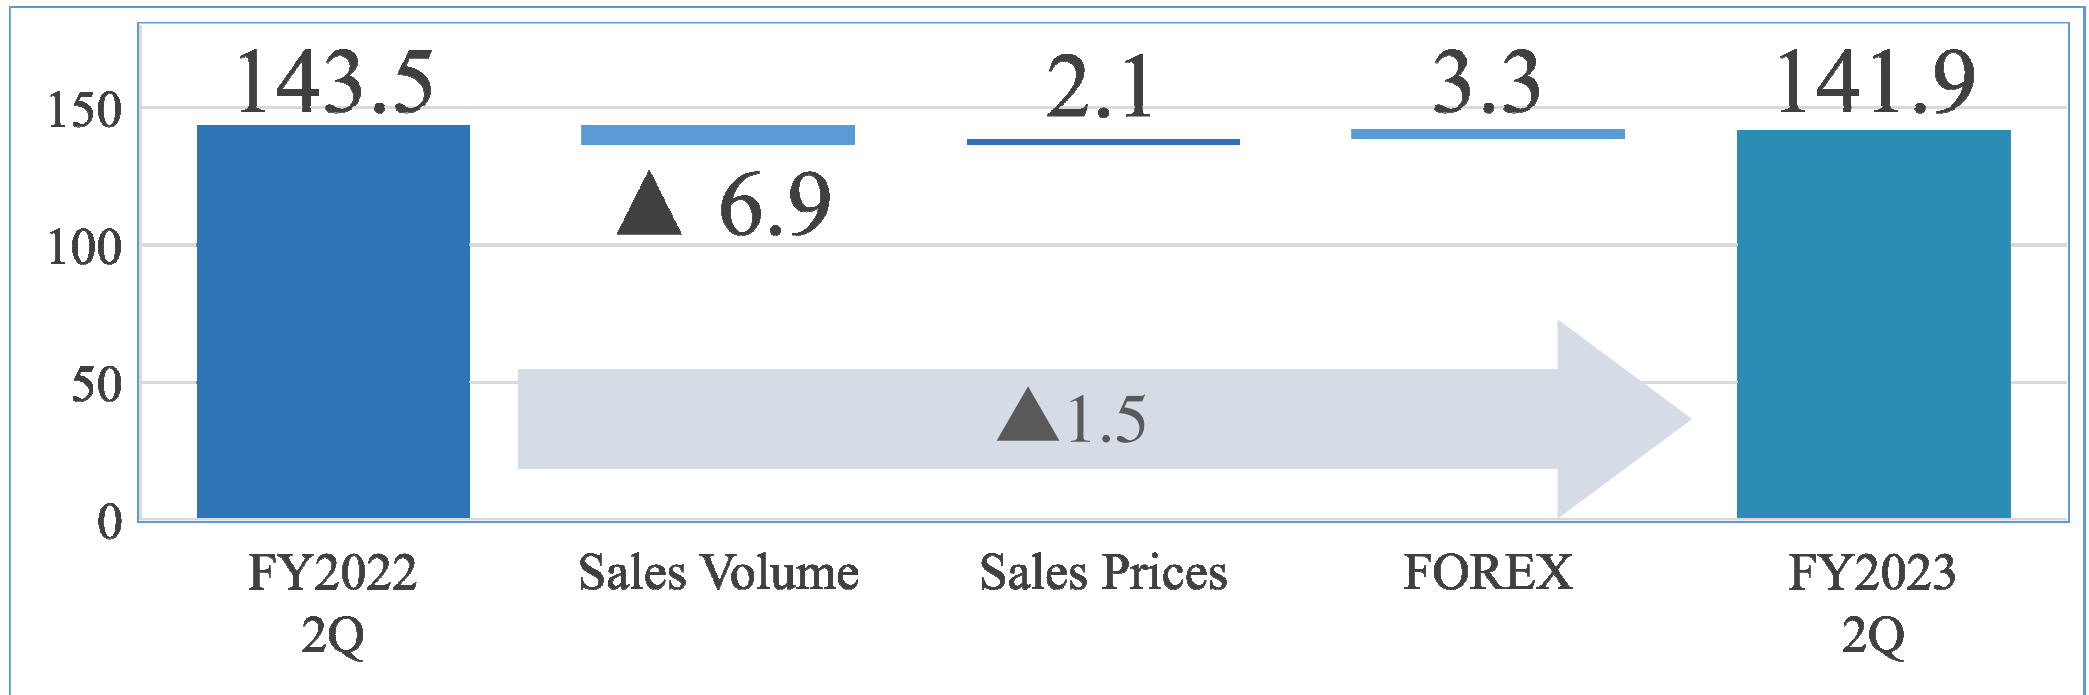 143.5
2.1
3.3
141.9
▲ 6.9
150
100
50
0
▲1.5
FY2022
2Q
Sales Volume
Sales Prices
FOREX
FY2023
2Q